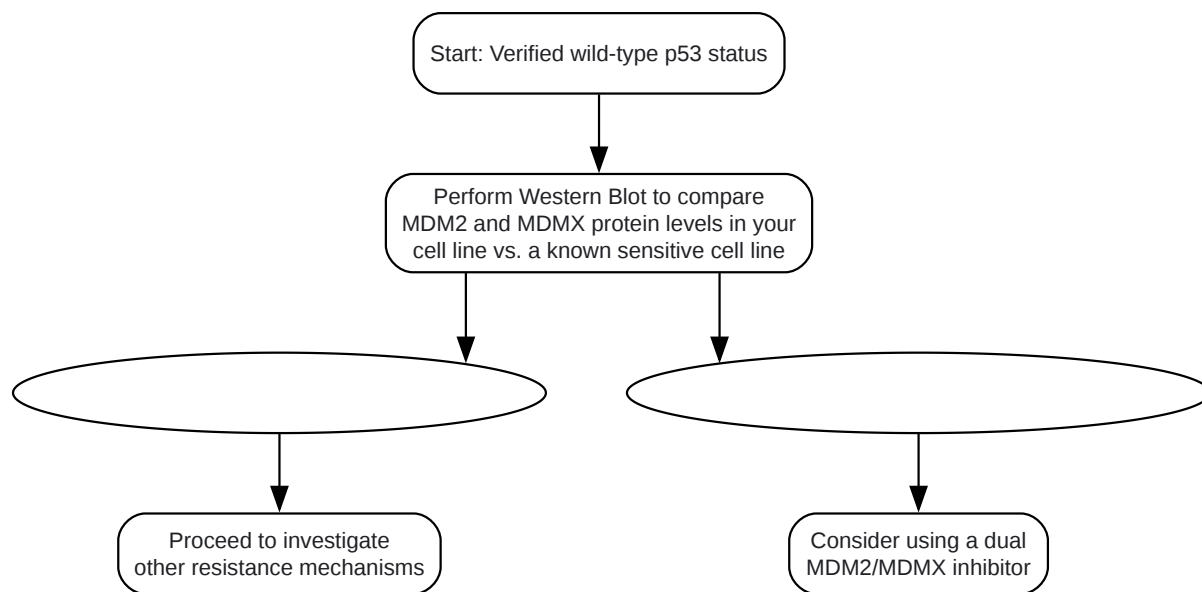 Start: Verified wild-type p53 status
Perform Western Blot to compare
MDM2 and MDMX protein levels in your
cell line vs. a known sensitive cell line
Proceed to investigate
other resistance mechanisms
Consider using a dual
MDM2/MDMX inhibitor